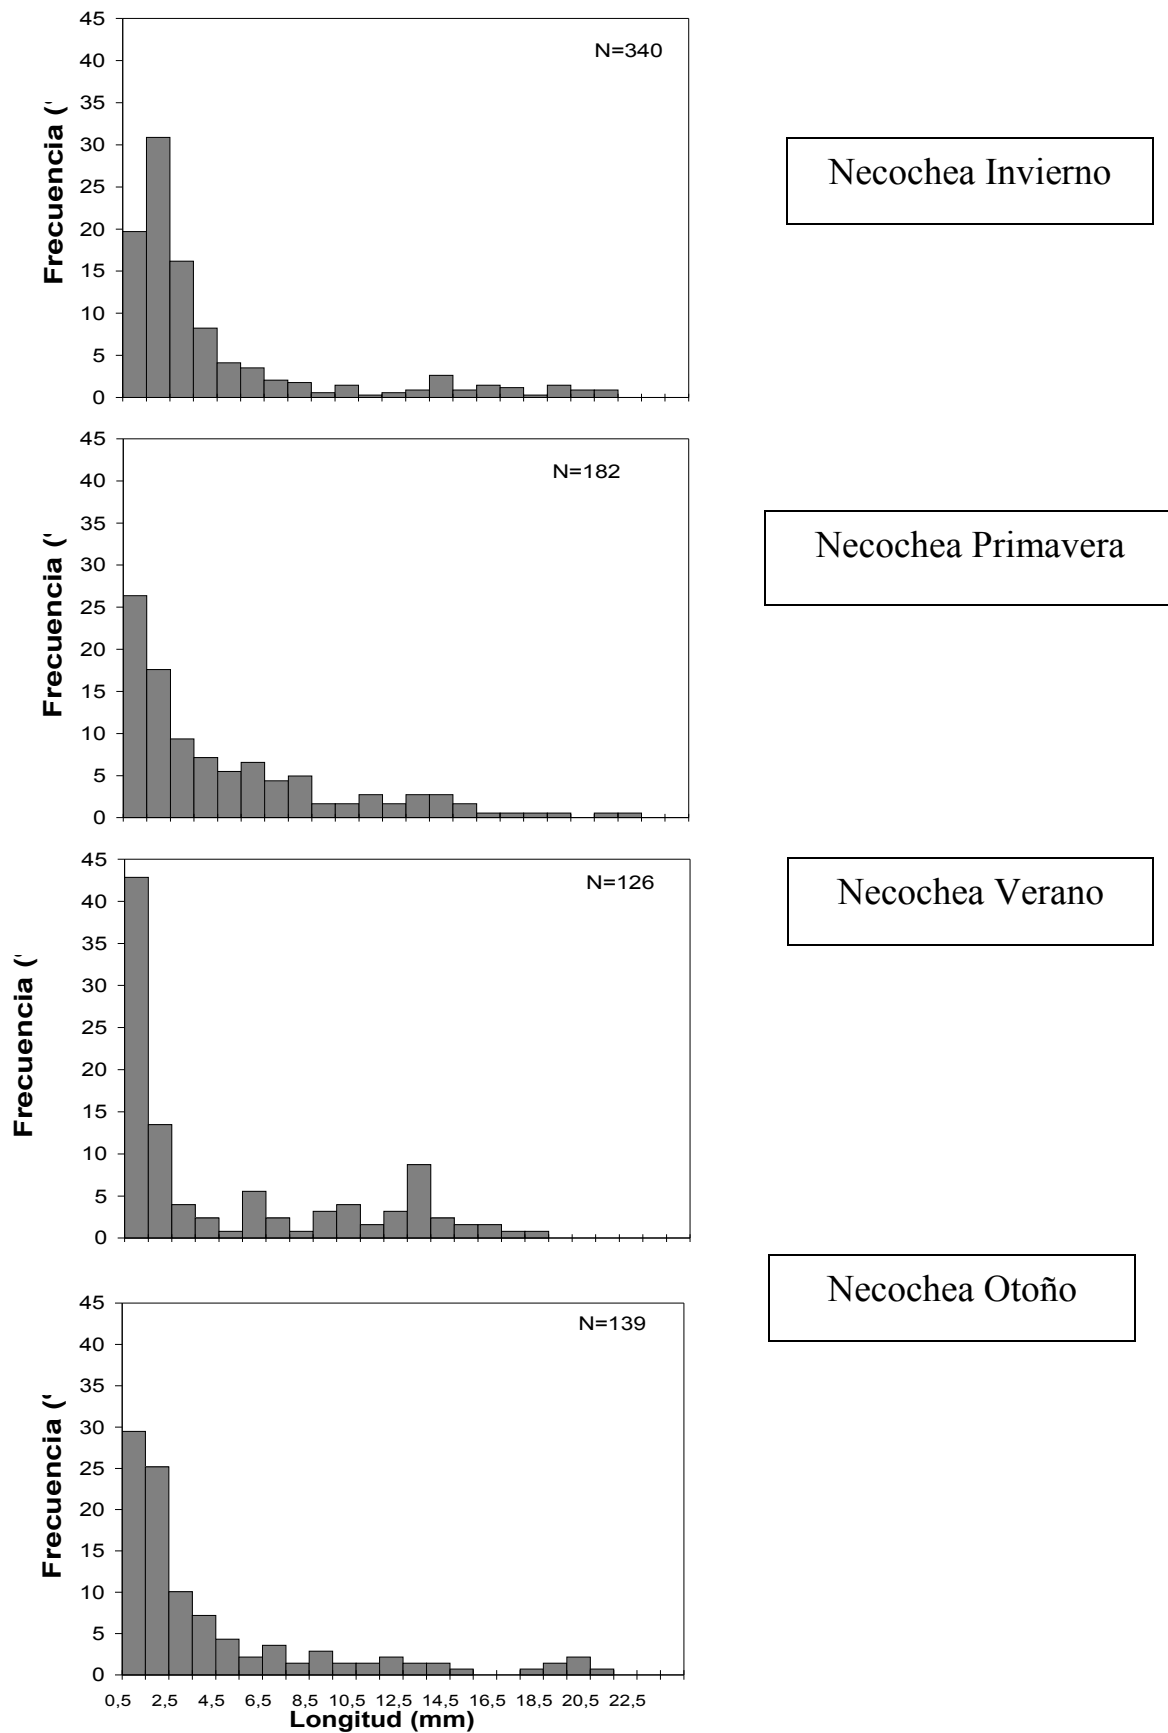 45
40
35
30
25
20
15
10
5
0
Frecuencia (
N=340
Necochea Invierno
45
40
35
30
25
20
15
10
5
0
Frecuencia (
N=182
Necochea Primavera
45
40
35
30
25
20
15
10
5
0
Frecuencia (
N=126
Necochea Verano
45
40
35
30
25
20
15
10
5
0
Frecuencia (
N=139
Necochea Otoño
0,5 2,5 4,5 6,5 8,5 10,5 12,5 14,5 16,5 18,5 20,5 22,5
Longitud (mm)